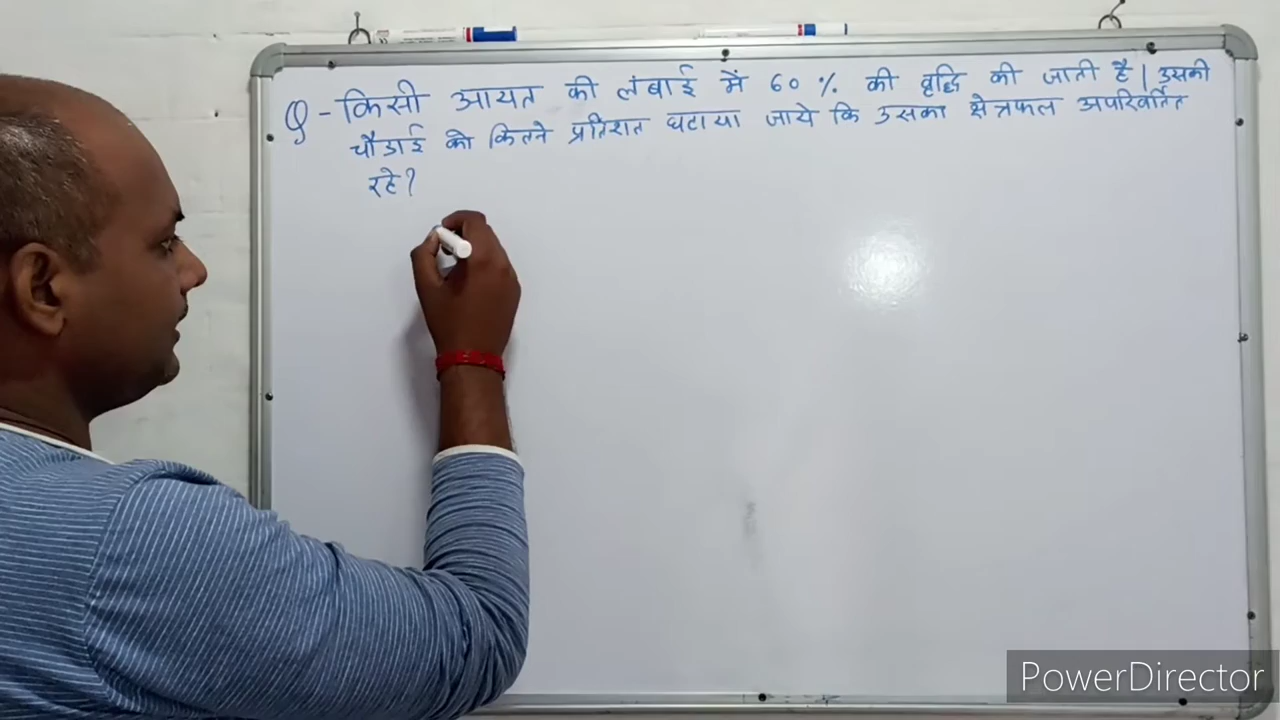 Q - किसी आयत की लंबाई में 60 % की वृद्धि की जाती है | उसकी
चौडाई को कितने प्रतिशत घटाया जाये कि उसका क्षेत्रफल अपरिवर्तित
रहे?
PowerDirector